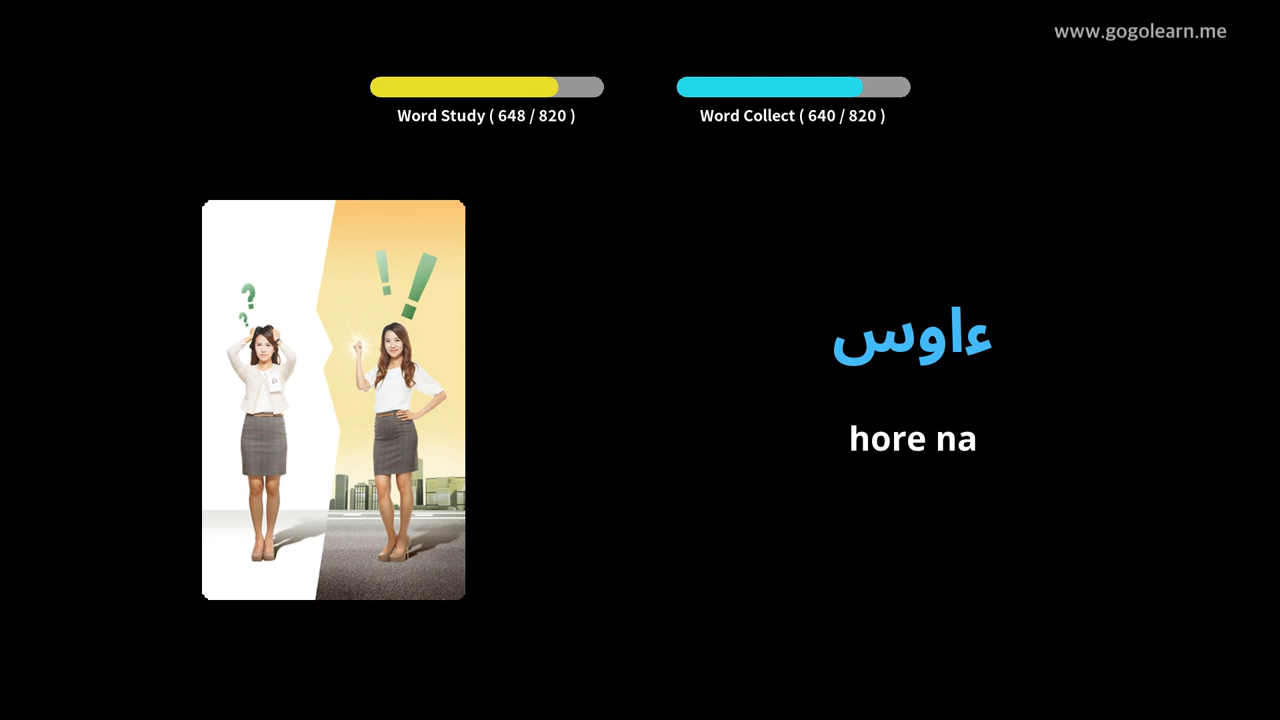 www.gogolearn.me
Word Study ( 648 / 820 )
Word Collect ( 640 / 820 )
ءاوس
hore na